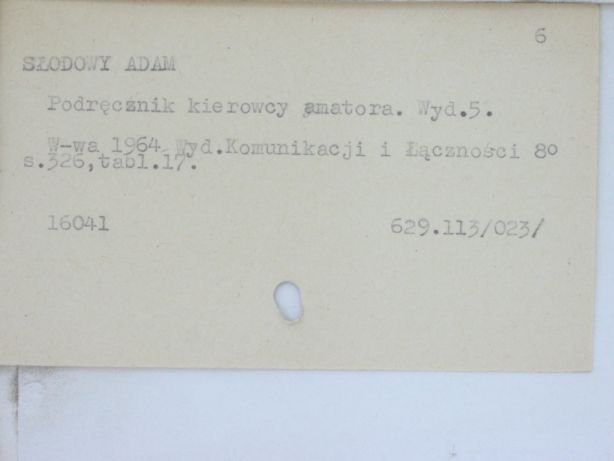 6
SŁODOWY ADAM
Podręcznik kierowcy amatora. Wyd.5.
W-wa 1964 Wyd.Komunikacji i Łączności 8º
s.326,tabl.17.
16041 629.113/023/